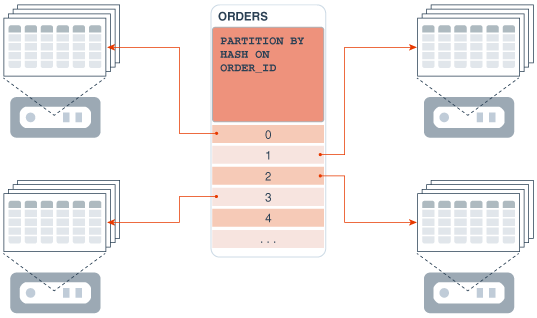 ORDERS
PARTITION BY
HASH ON
ORDER_ID
0
1
2
3
4
...